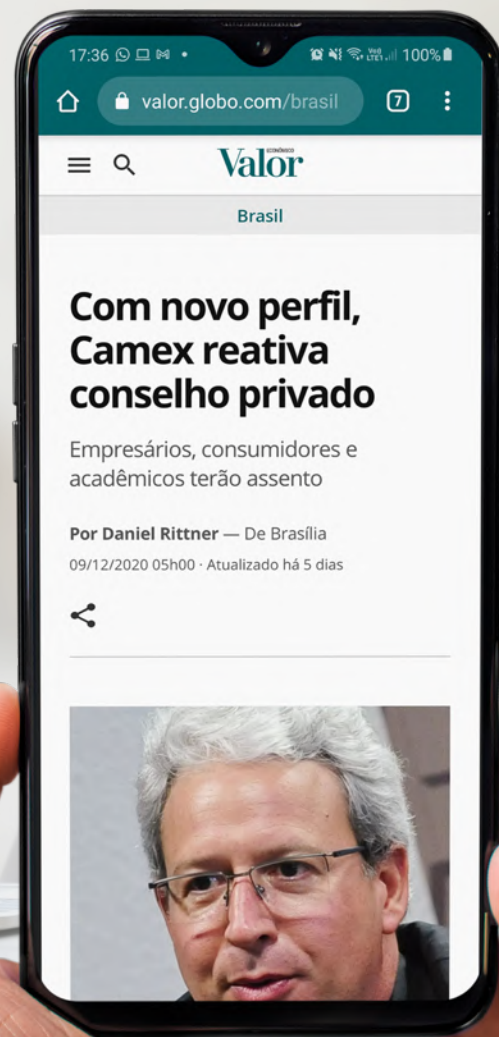 17:36
100%
valor.globo.com/brasil
7
Valor
Brasil
Com novo perfil,
Camex reativa
conselho privado
Empresários, consumidores e
acadêmicos terão assento
Por Daniel Rittner — De Brasília
09/12/2020 05h00 · Atualizado há 5 dias